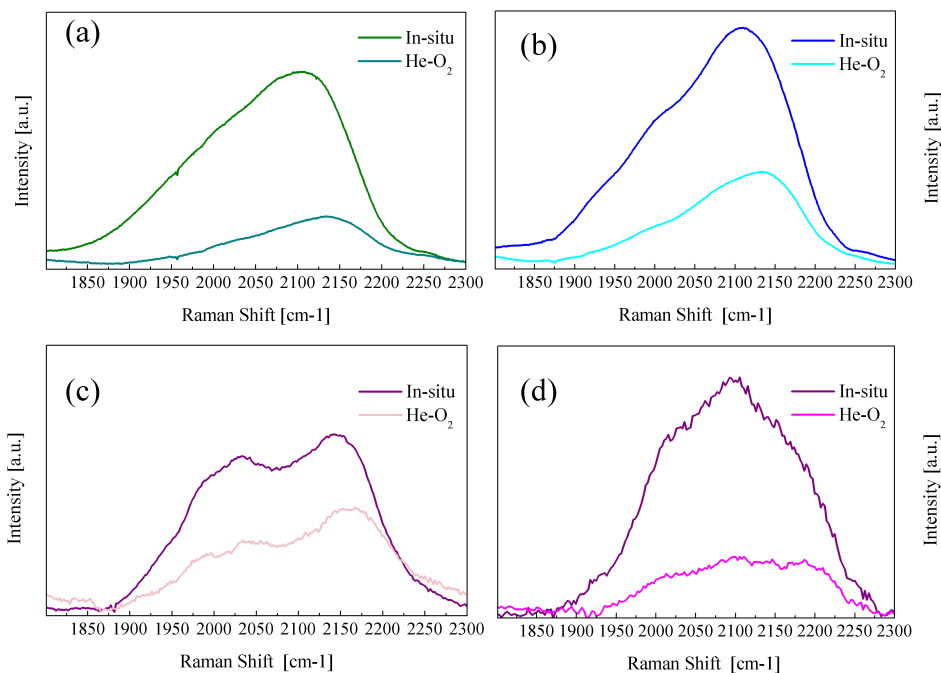 (a)
In-situ
He-O2
Intensity [a.u.]
1850 1900 1950 2000 2050 2100 2150 2200 2250 2300
Raman Shift [cm-1]
(b)
In-situ
He-O2
Intensity [a.u.]
1850 1900 1950 2000 2050 2100 2150 2200 2250 2300
Raman Shift [cm-1]
Intensity [a.u.]
(c)
In-situ
He-O2
Intensity [a.u.]
1850 1900 1950 2000 2050 2100 2150 2200 2250 2300
Raman Shift [cm-1]
(d)
In-situ
He-O2
Intensity [a.u.]
1850 1900 1950 2000 2050 2100 2150 2200 2250 2300
Raman Shift [cm-1]
Intensity [a.u.]